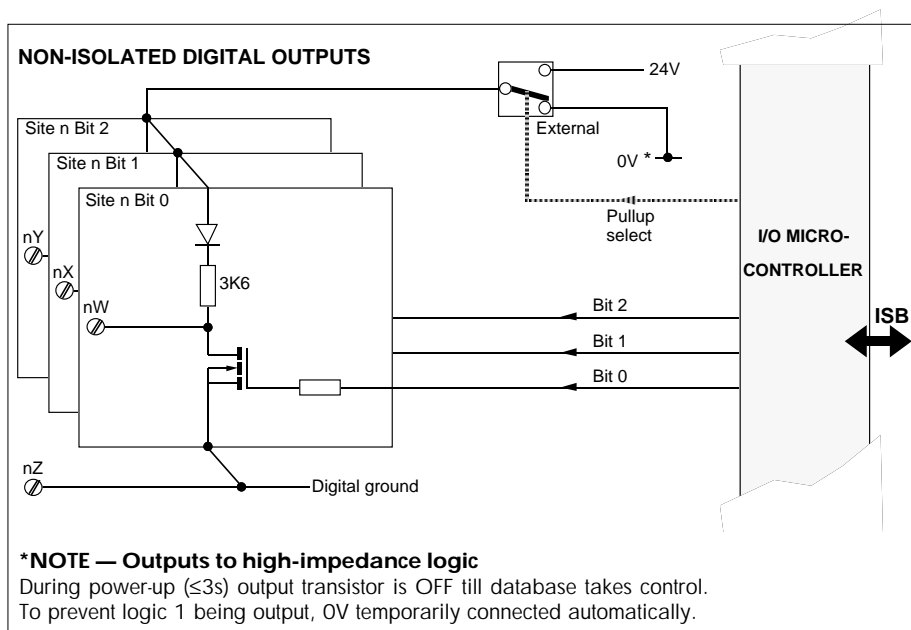 NON-ISOLATED DIGITAL OUTPUTS
24V
External
0V *
Site n Bit 2
Site n Bit 1
Site n Bit 0
Pullup
select
I/O MICRO-
CONTROLLER
nY
nX
nW
3K6
Bit 2
Bit 1
Bit 0
ISB
nZ
Digital ground
*NOTE — Outputs to high-impedance logic
During power-up (≤3s) output transistor is OFF till database takes control.
To prevent logic 1 being output, 0V temporarily connected automatically.